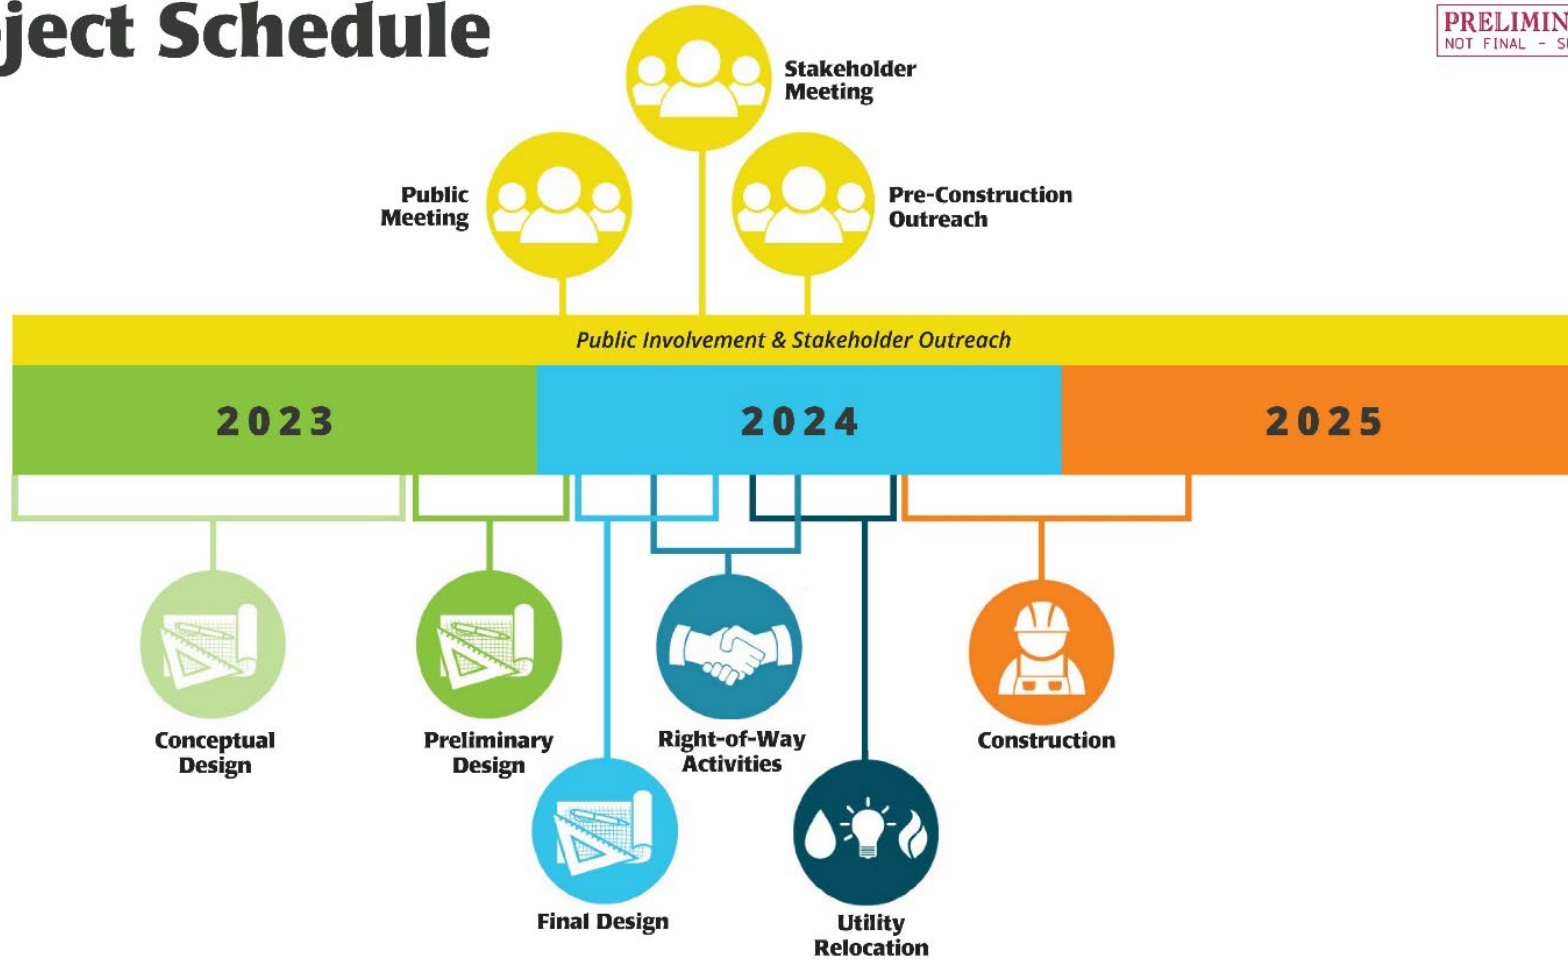 ject Schedule
PRELIMIN
NOT FINAL - S
Stakeholder
Meeting
Public
Meeting
Pre-Construction
Outreach
Public Involvement & Stakeholder Outreach
2023
2024
2025
Conceptual
Design
Preliminary
Design
Right-of-Way
Activities
Construction
Final Design
Utility
Relocation